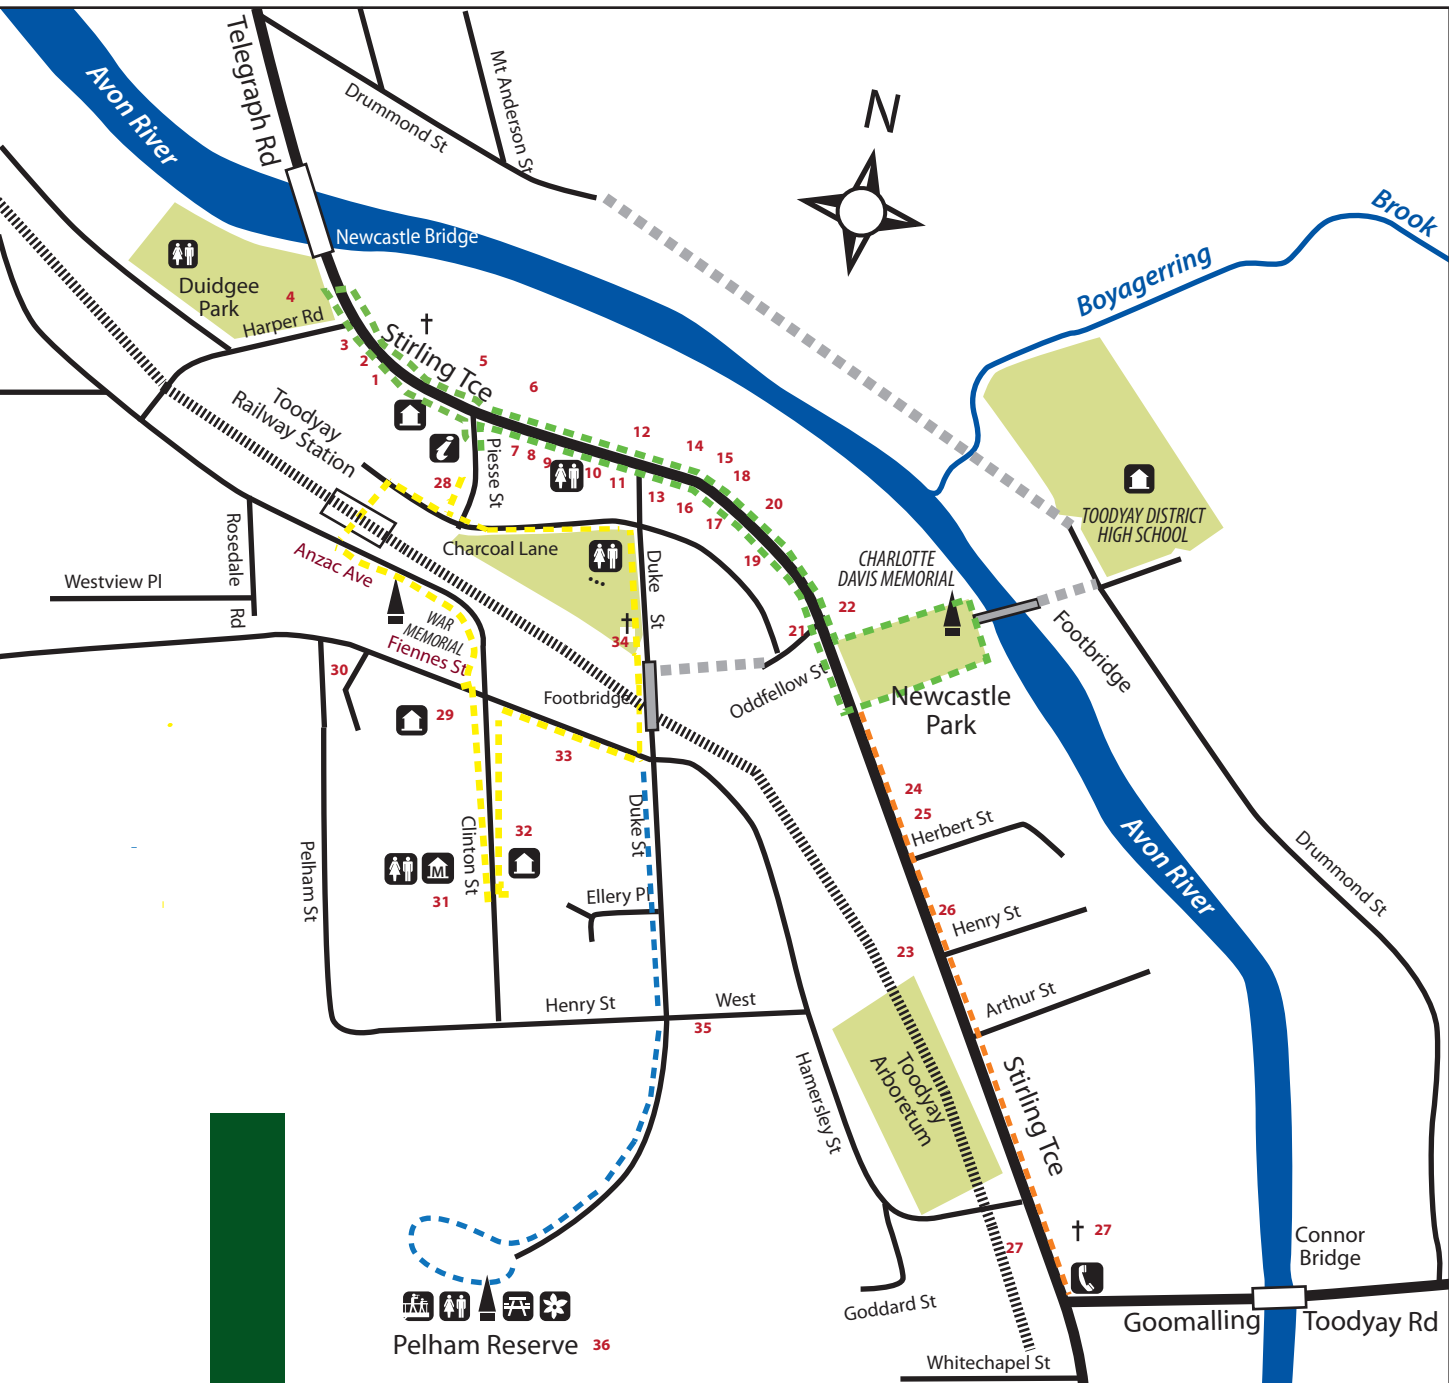 Telegraph Rd
Avon River
Drummond St
Mt Anderson St
N
Brook
Boyagerring
Newcastle Bridge
Duidgee
Park
4
Harper Rd
Stirling Tce
3
2
1
5
6
Toodyay
Railway Station
Piesse St
7
8
9
10
11
12
13
14
15
16
17
18
19
20
28
i
Charcoal Lane
TOODYAY DISTRICT
HIGH SCHOOL
CHARLOTTE
DAVIS MEMORIAL
Rosedale
Rd
Westview Pl
Anzac Ave
WAR
MEMORIAL
Fiennes St
Duke
St
34
21
22
Footbridge
Oddfellow St
Newcastle
Park
Footbridge
30
29
33
24
25
Herbert St
Duke St
Clinton St
32
Pelham St
M
31
Ellery Pl
26
Henry St
23
Avon River
Drummond St
Arthur St
Henry St
West
35
Toodyay
Arboretum
Hamersley St
Stirling Tce
27
27
Connor
Bridge
Goddard St
Goomalling
Toodyay Rd
Pelham Reserve
36
Whitechapel St